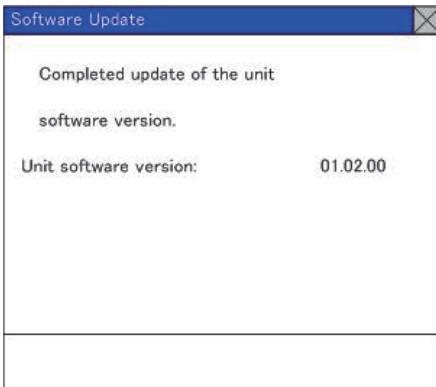 Software Update
Completed update of the unit
software version.
Unit software version: 01.02.00